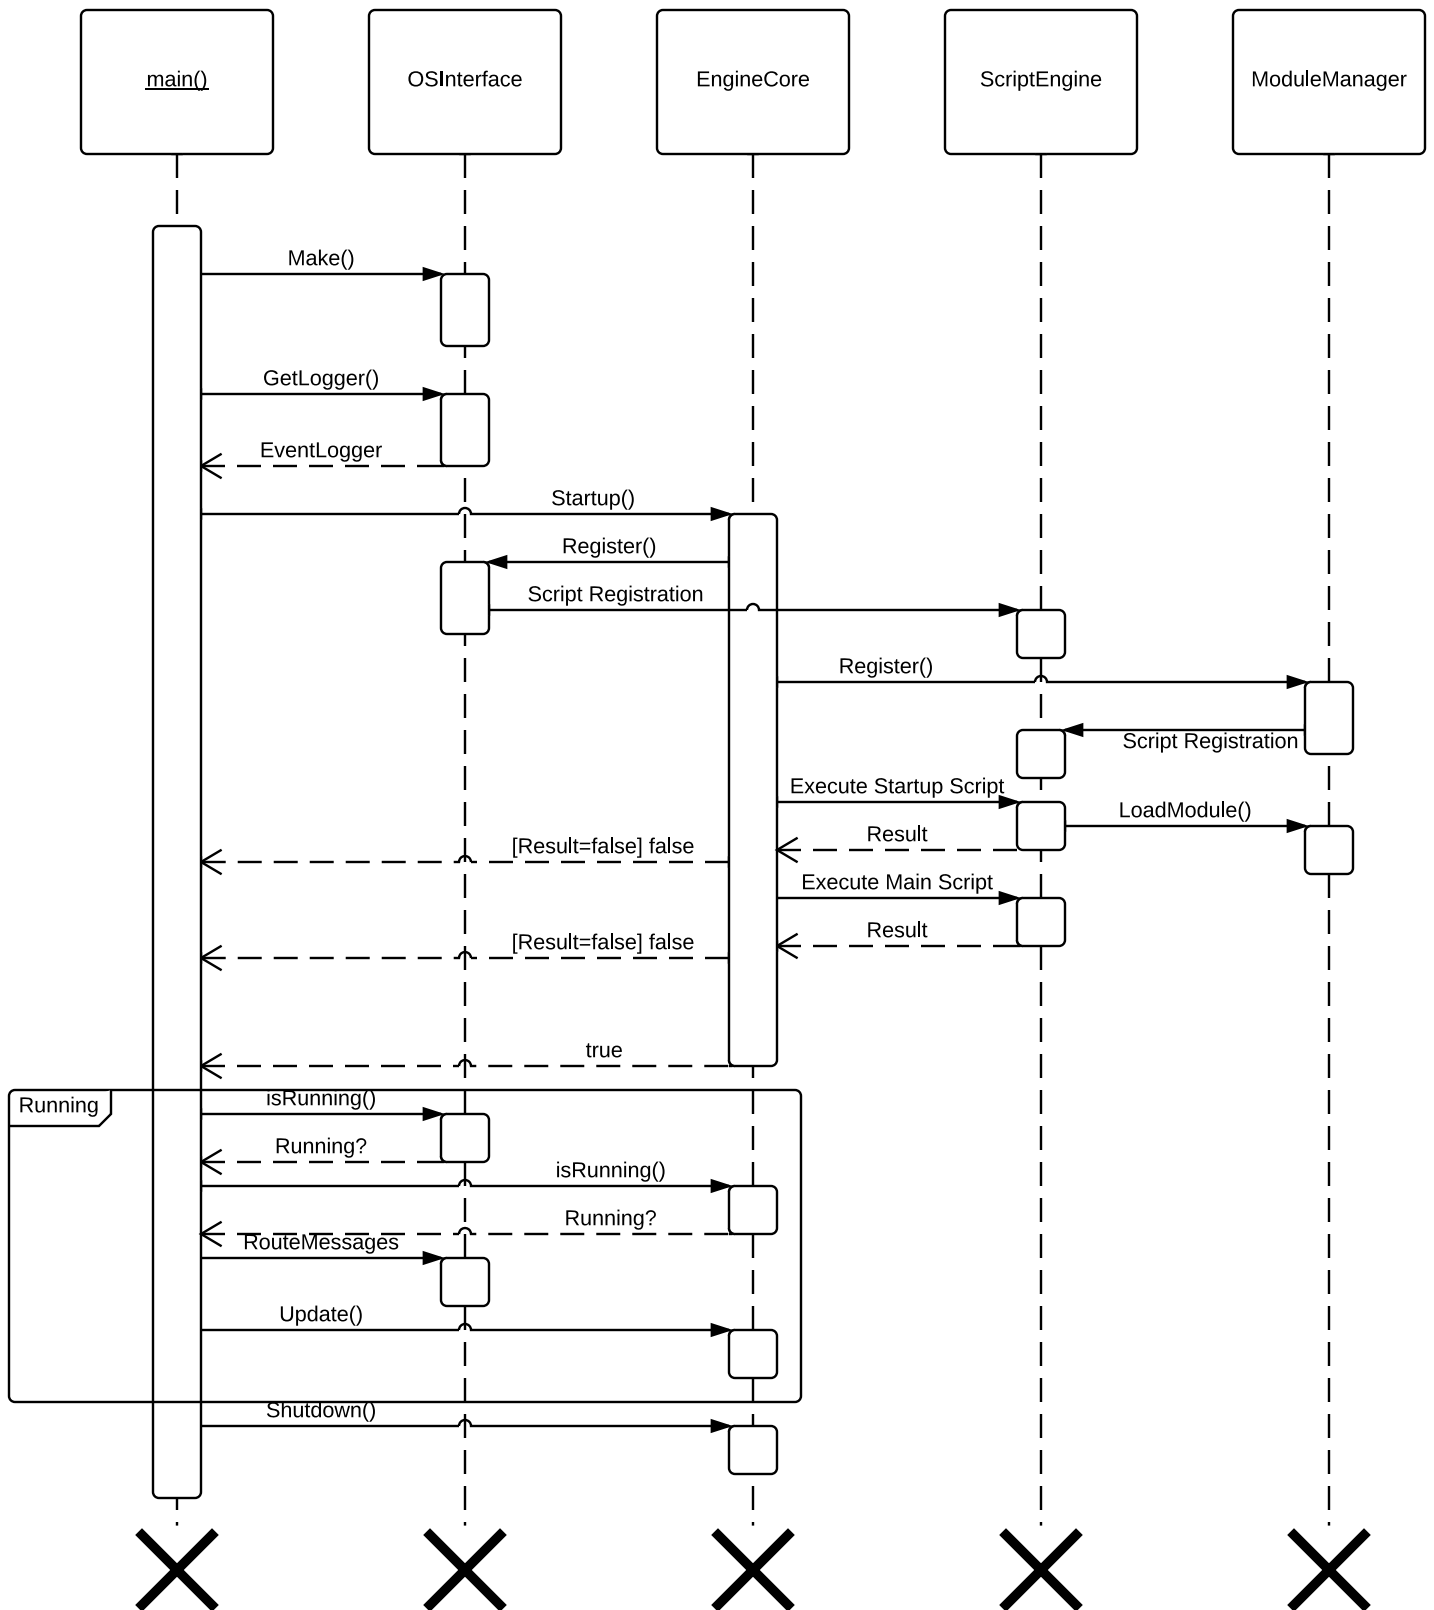 main()
OSInterface
EngineCore
ScriptEngine
ModuleManager
Make()
GetLogger()
EventLogger
Startup()
Register()
Script Registration
Register()
Script Registration
Execute Startup Script
LoadModule()
Result
[Result=false] false
Execute Main Script
Result
[Result=false] false
true
Running
isRunning()
Running?
isRunning()
Running?
RouteMessages
Update()
Shutdown()